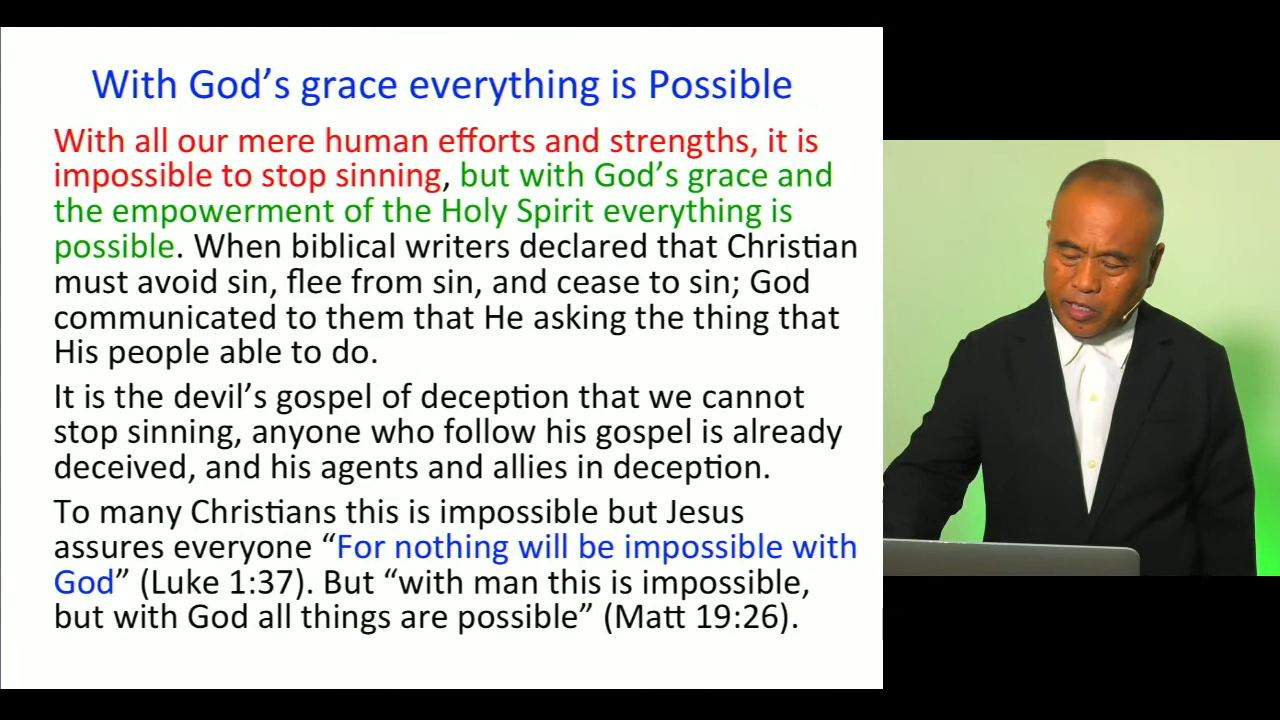 With God’s grace everything is Possible
With all our mere human efforts and strengths, it is
impossible to stop sinning, but with God’s grace and
the empowerment of the Holy Spirit everything is
possible. When biblical writers declared that Christian
must avoid sin, flee from sin, and cease to sin; God
communicated to them that He asking the thing that
His people able to do.
It is the devil’s gospel of deception that we cannot
stop sinning, anyone who follow his gospel is already
deceived, and his agents and allies in deception.
To many Christians this is impossible but Jesus
assures everyone “For nothing will be impossible with
God” (Luke 1:37). But “with man this is impossible,
but with God all things are possible” (Matt 19:26).